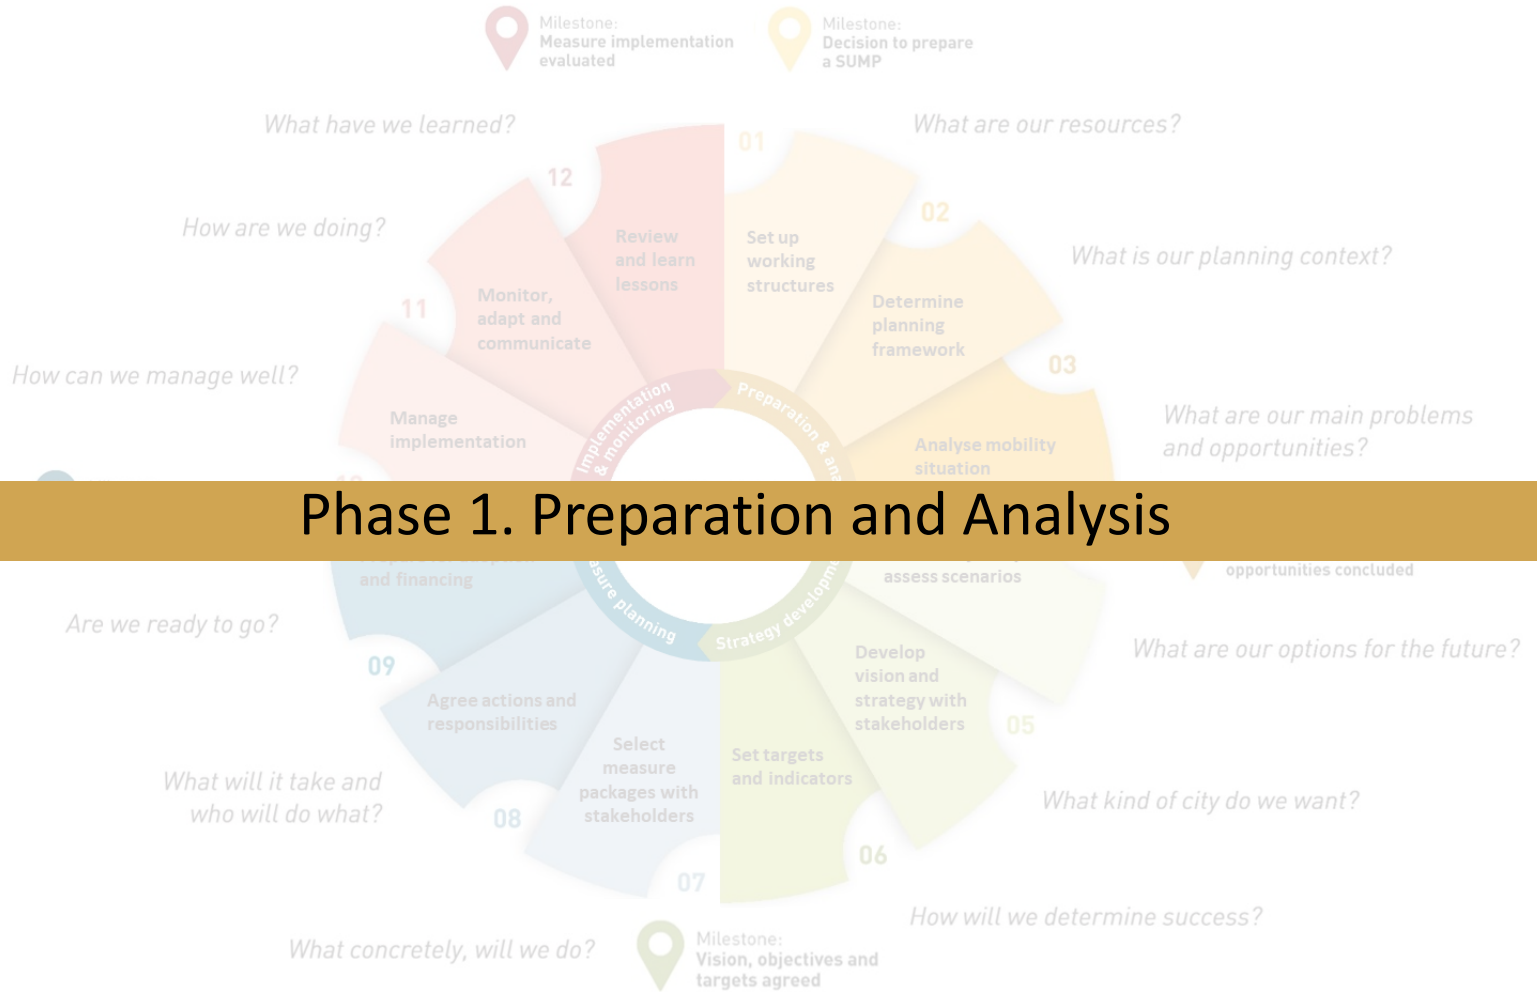 Milestone:
Measure implementation
evaluated
Milestone:
Decision to prepare
a SUMP
What have we learned?
What are our resources?
01
12
02
How are we doing?
What is our planning context?
Review
and learn
lessons
Set up
working
structures
Monitor,
adapt and
communicate
Determine
planning
framework
11
03
How can we manage well?
Implementation
& monitoring
Preparation & ana
Manage
implementation
Analyse mobility
situation
What are our main problems
and opportunities?
Phase 1. Preparation and Analysis
and financing
assess scenarios
opportunities concluded
asure planning
Strategy developm
Are we ready to go?
What are our options for the future?
09
Develop
vision and
strategy with
stakeholders
05
Agree actions and
responsibilities
Select
measure
packages with
stakeholders
Set targets
and indicators
What will it take and
who will do what?
What kind of city do we want?
08
06
07
How will we determine success?
What concretely, will we do?
Milestone:
Vision, objectives and
targets agreed